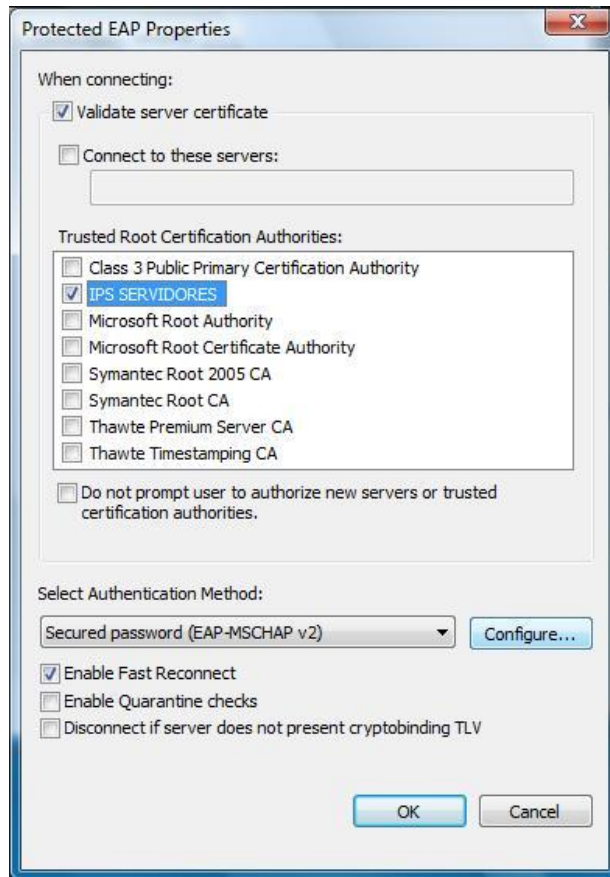 Protected EAP Properties
When connecting:
Validate server certificate
Connect to these servers:
Trusted Root Certification Authorities:
Class 3 Public Primary Certification Authority
IPS SERVIDORES
Microsoft Root Authority
Microsoft Root Certificate Authority
Symantec Root 2005 CA
Symantec Root CA
Thawte Premium Server CA
Thawte Timestamping CA
Do not prompt user to authorize new servers or trusted
certification authorities.
Select Authentication Method:
Secured password (EAP-MSCHAP v2)
Configure...
Enable Fast Reconnect
Enable Quarantine checks
Disconnect if server does not present cryptobinding TLV
OK
Cancel